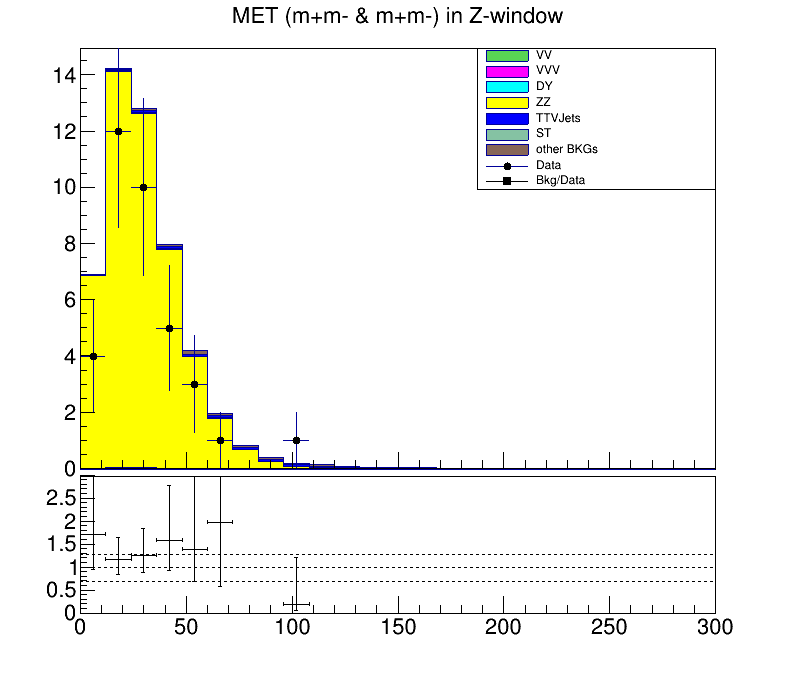 MET (m+m- & m+m-) in Z-window
VV
VVV
DY
ZZ
TTVJets
ST
other BKGs
Data
Bkg/Data
14
12
10
8
6
4
2
0
2.5
2
1.5
1
0.5
0
0 50 100 150 200 250 300